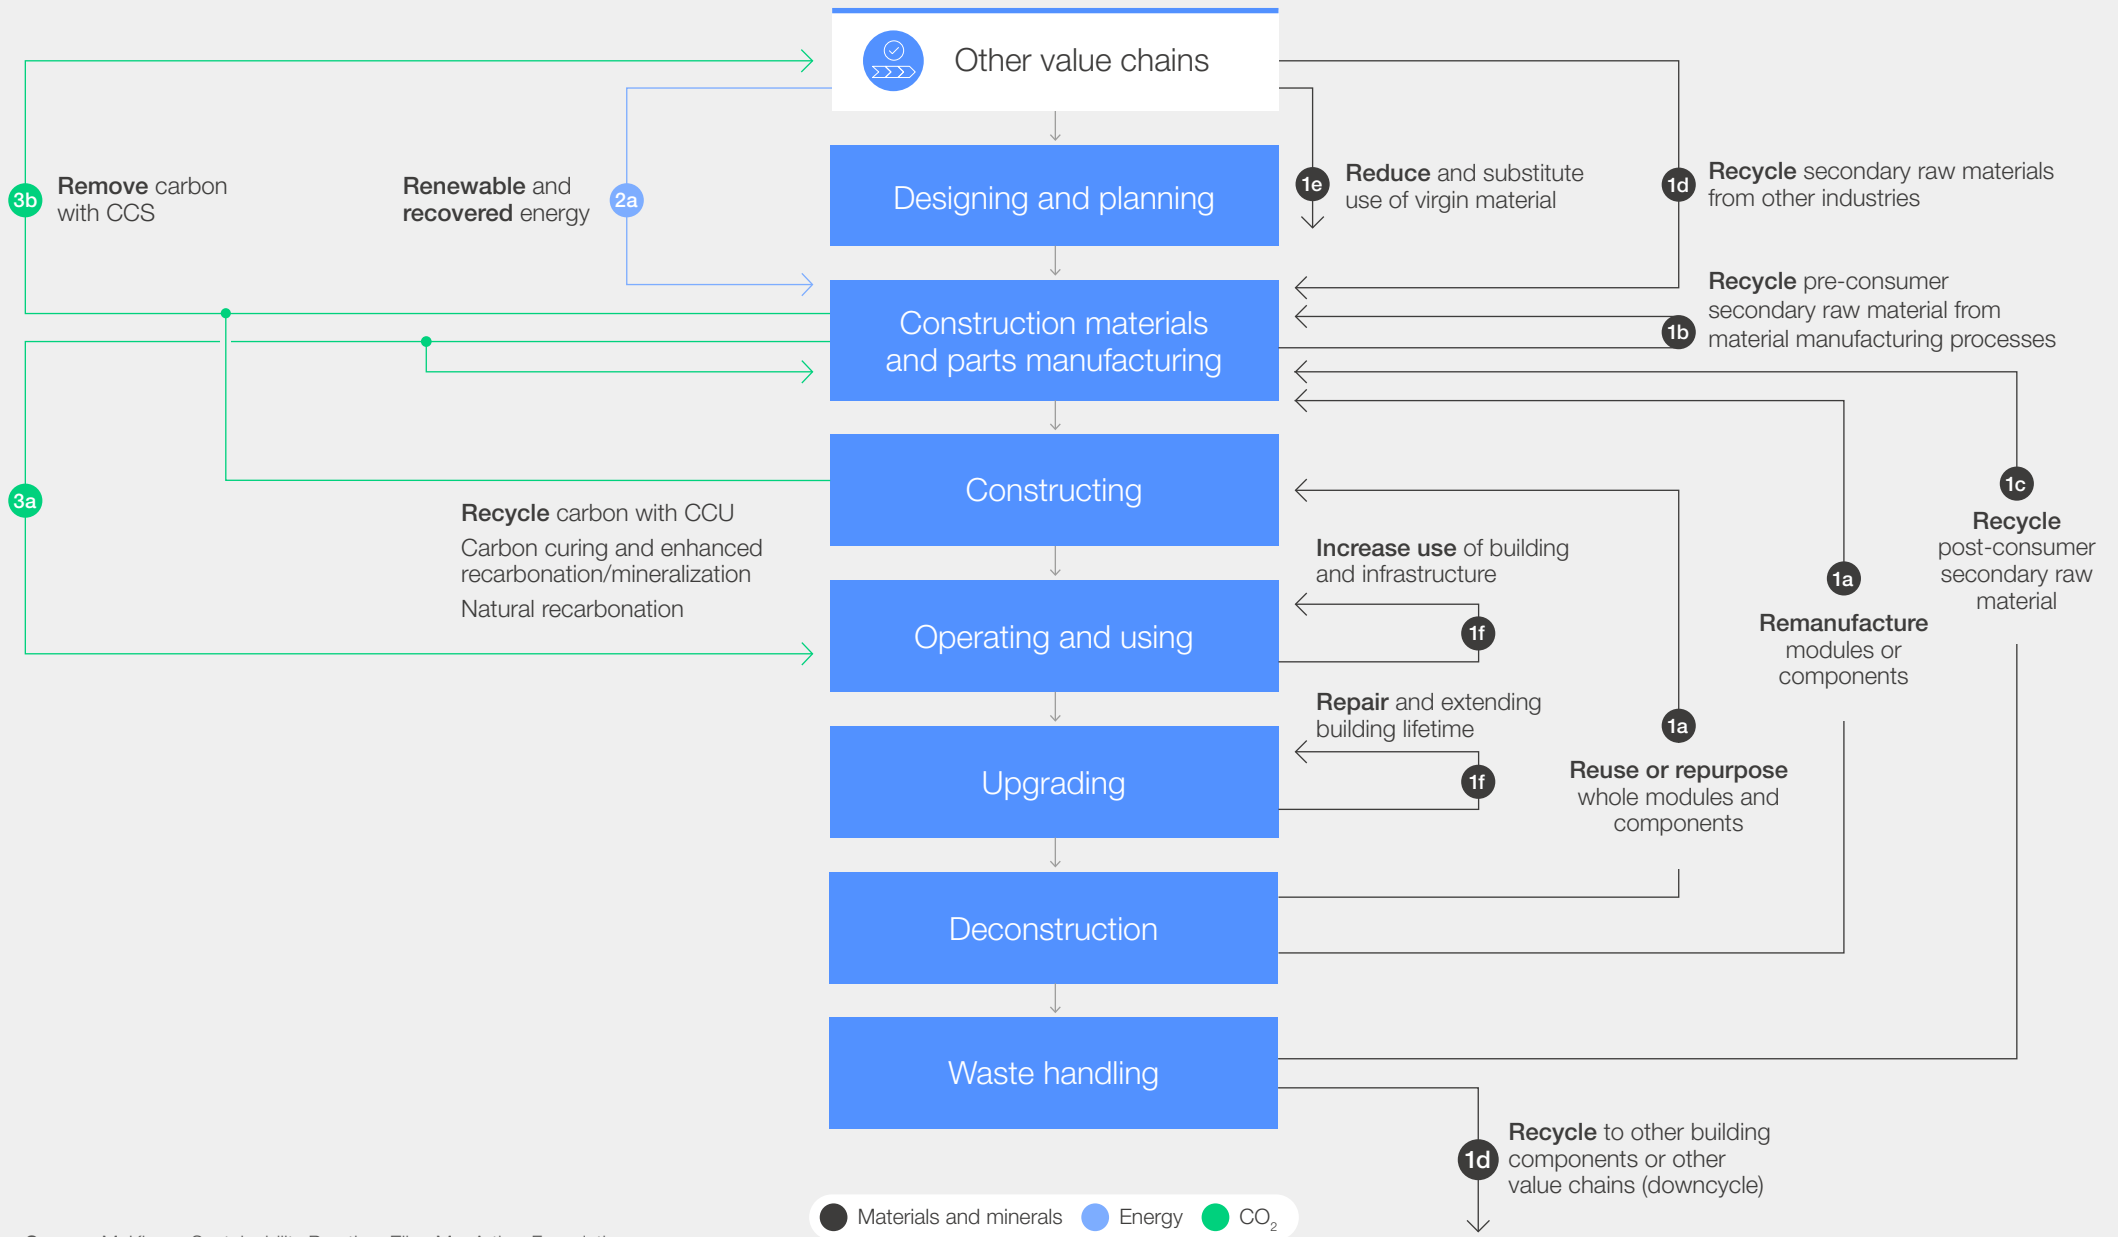 Other value chains
3b
Remove carbon
with CCS
Renewable and
recovered energy
2a
Designing and planning
1e
Reduce and substitute
use of virgin material
1d
Recycle secondary raw materials
from other industries
Construction materials
and parts manufacturing
1b
Recycle pre-consumer
secondary raw material from
material manufacturing processes
3a
Recycle carbon with CCU
Carbon curing and enhanced
recarbonation/mineralization
Natural recarbonation
Constructing
1c
Recycle
post-consumer
secondary raw
material
Increase use of building
and infrastructure
1a
Remanufacture
modules or
components
Operating and using
1f
Repair and extending
building lifetime
1a
Reuse or repurpose
whole modules and
components
Upgrading
1f
Deconstruction
Waste handling
1d
Recycle to other building
components or other
value chains (downcycle)
Materials and minerals
Energy
CO₂